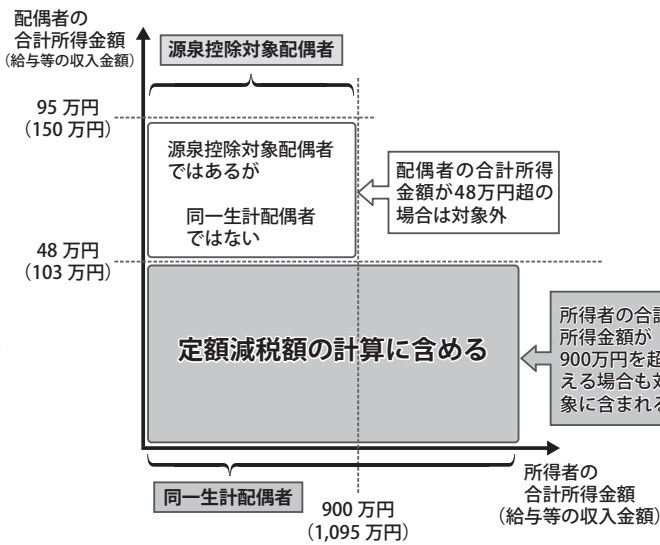 配偶者の
合計所得金額
（給与等の収入金額）
源泉控除対象配偶者
95 万円
（150 万円）
源泉控除対象配偶者
ではあるが
同一生計配偶者
ではない
配偶者の合計所得
金額が48万円超の
場合は対象外
48 万円
（103 万円）
定額減税額の計算に含める
所得者の合計
所得金額が
900万円を超
える場合も対
象に含まれる
同一生計配偶者
900 万円
（1,095 万円）
所得者の
合計所得金額
（給与等の収入金額）